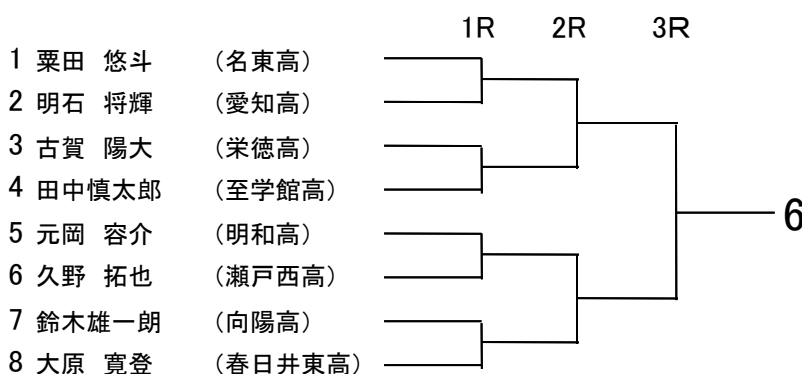 1R 2R 3R
1 粟田 悠斗 (名東高)
2 明石 将輝 (愛知高)
3 古賀 陽大 (栄徳高)
4 田中慎太郎 (至学館高)
5 元岡 容介 (明和高)
6 久野 拓也 (瀬戸西高)
7 鈴木雄一朗 (向陽高)
8 大原 寛登 (春日井東高)
6